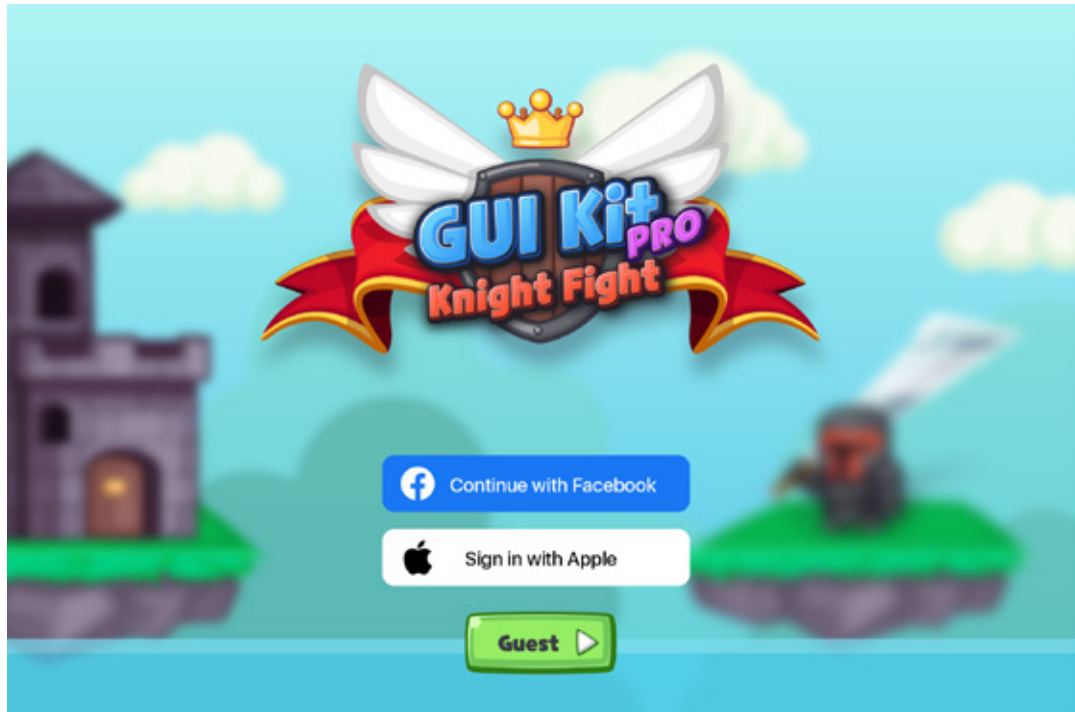 GUI Kit
PRO
Knight Fight
Continue with Facebook
Sign in with Apple
Guest